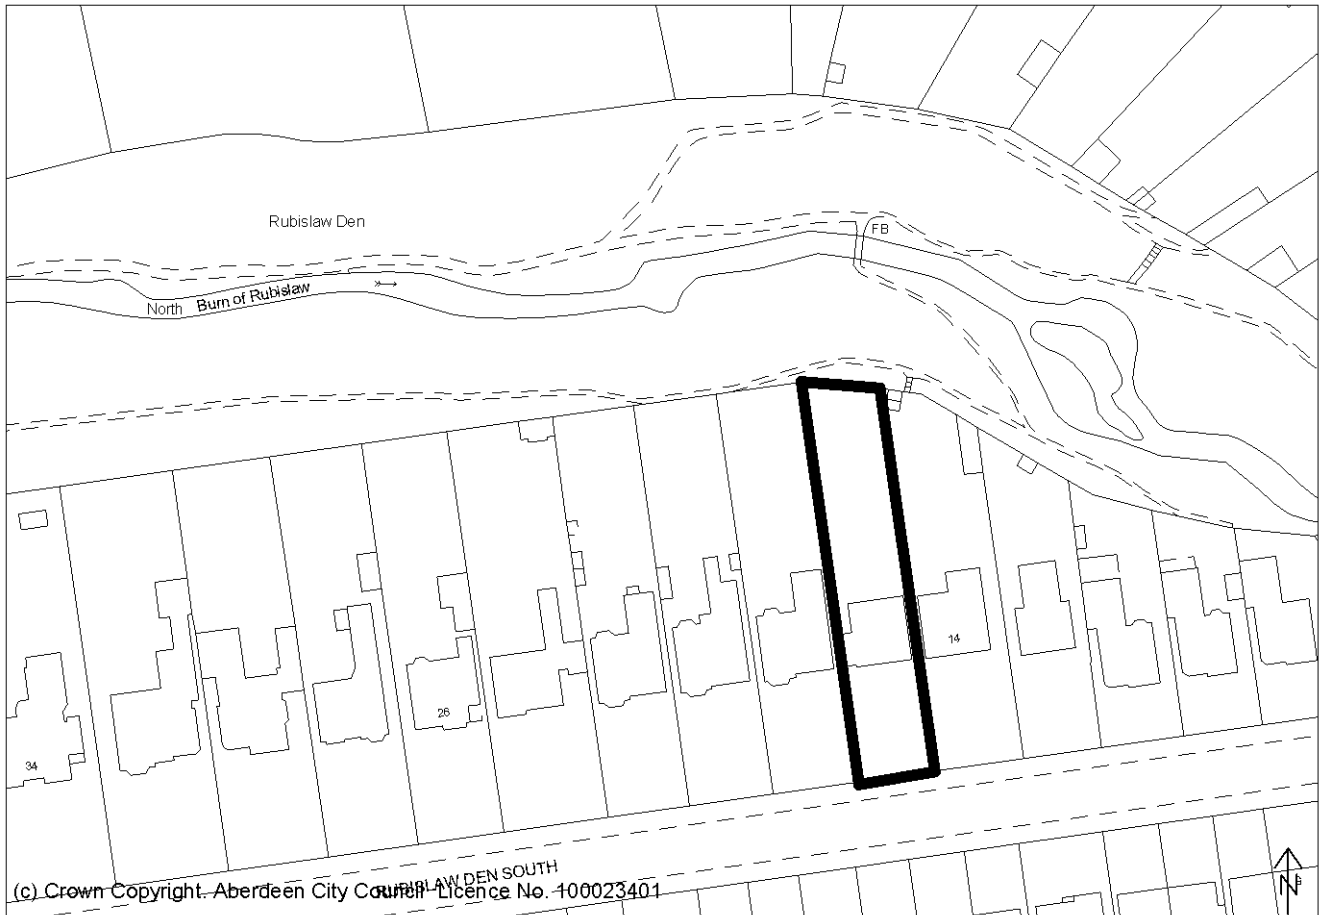 Rubislaw Den
FB
North Burn of Rubislaw
14
26
34
RUBISLAW DEN SOUTH
(c) Crown Copyright. Aberdeen City Council Licence No. 100023401
N